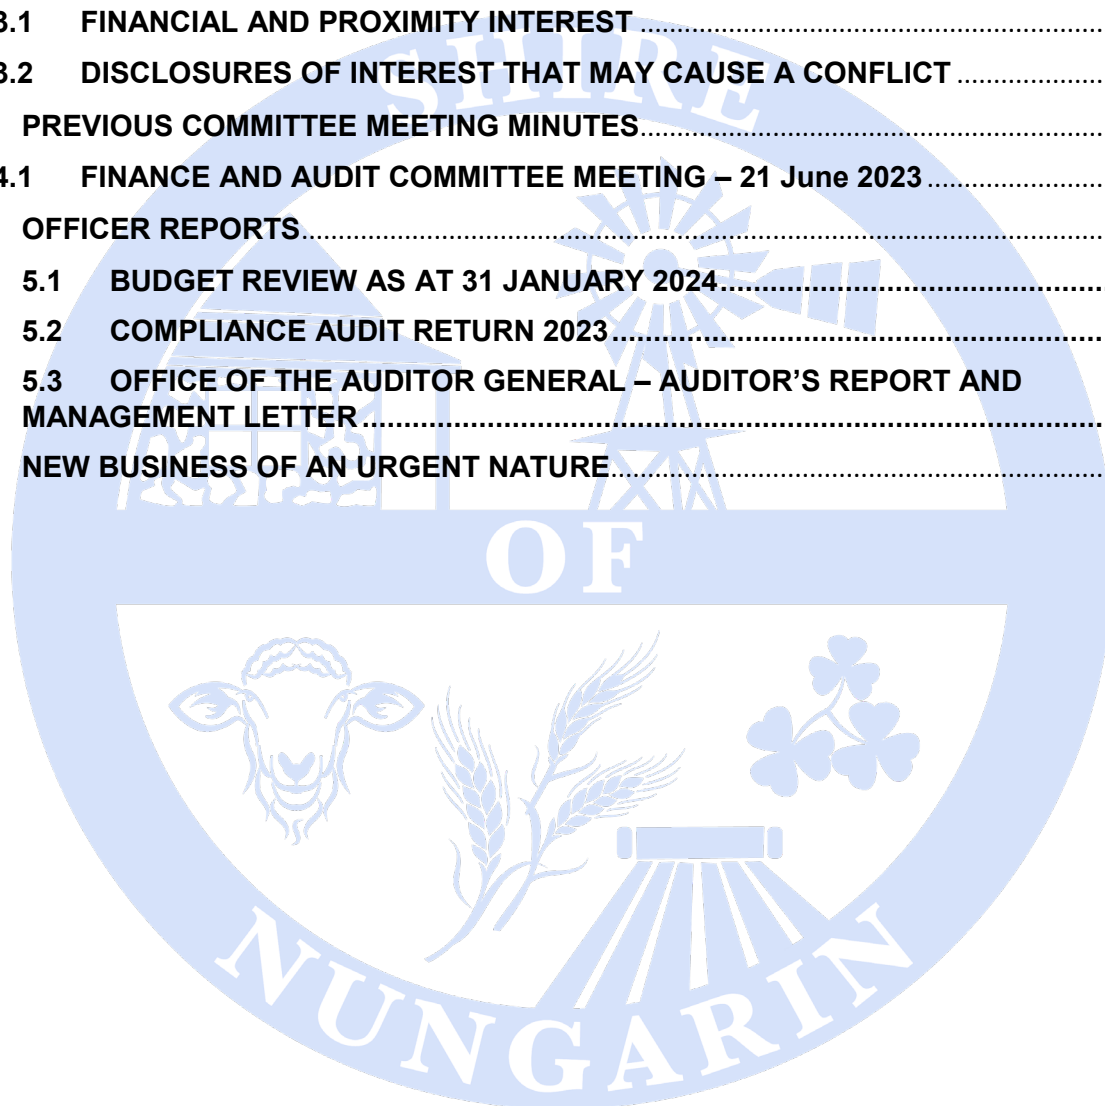 3.1 FINANCIAL AND PROXIMITY INTEREST
3.2 DISCLOSURES OF INTEREST THAT MAY CAUSE A CONFLICT
PREVIOUS COMMITTEE MEETING MINUTES
4.1 FINANCE AND AUDIT COMMITTEE MEETING – 21 June 2023
OFFICER REPORTS
5.1 BUDGET REVIEW AS AT 31 JANUARY 2024
5.2 COMPLIANCE AUDIT RETURN 2023
5.3 OFFICE OF THE AUDITOR GENERAL – AUDITOR'S REPORT AND
MANAGEMENT LETTER
NEW BUSINESS OF AN URGENT NATURE
SHIRE
OF
NUNGARIN